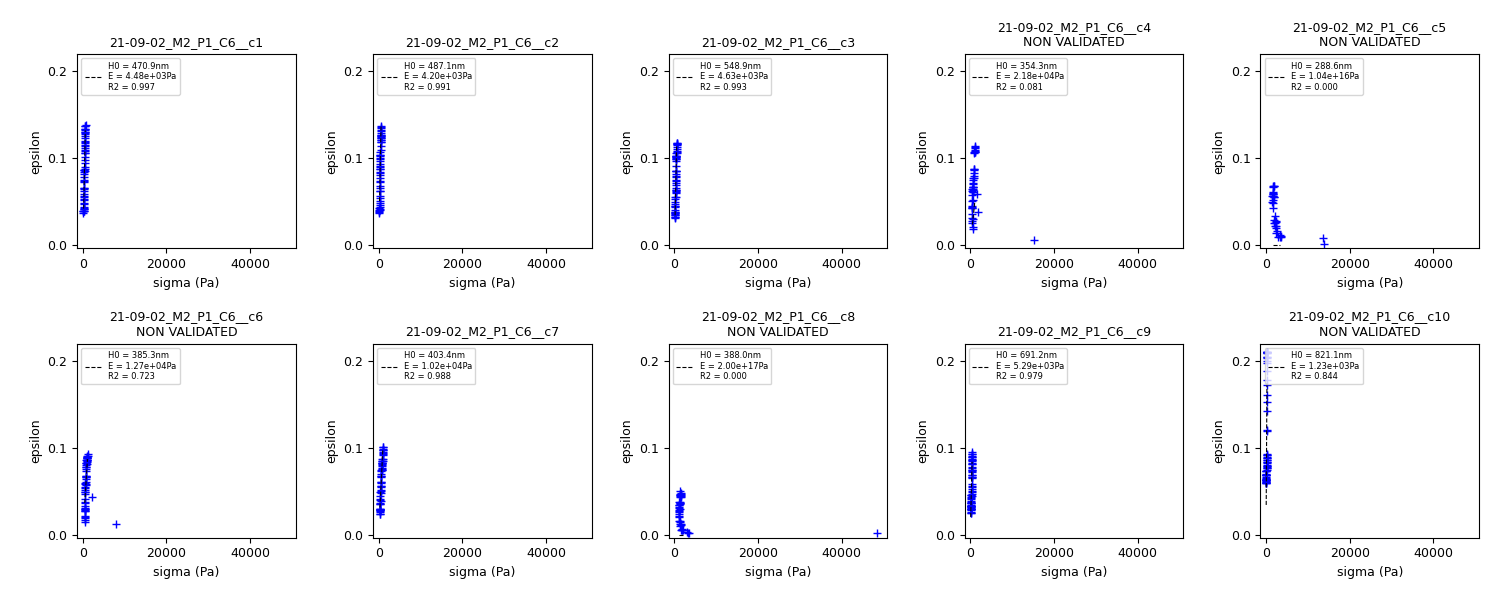 21-09-02_M2_P1_C6__c1
H0 = 470.9nm
E = 4.48e+03Pa
R2 = 0.997
0.2
0.1
0.0
epsilon
0 20000 40000
sigma (Pa)
21-09-02_M2_P1_C6__c2
H0 = 487.1nm
E = 4.20e+03Pa
R2 = 0.991
0.2
0.1
0.0
epsilon
0 20000 40000
sigma (Pa)
21-09-02_M2_P1_C6__c3
H0 = 548.9nm
E = 4.63e+03Pa
R2 = 0.993
0.2
0.1
0.0
epsilon
0 20000 40000
sigma (Pa)
21-09-02_M2_P1_C6__c4
NON VALIDATED
H0 = 354.3nm
E = 2.18e+04Pa
R2 = 0.081
0.2
0.1
0.0
epsilon
0 20000 40000
sigma (Pa)
21-09-02_M2_P1_C6__c5
NON VALIDATED
H0 = 288.6nm
E = 1.04e+16Pa
R2 = 0.000
0.2
0.1
0.0
epsilon
0 20000 40000
sigma (Pa)
21-09-02_M2_P1_C6__c6
NON VALIDATED
H0 = 385.3nm
E = 1.27e+04Pa
R2 = 0.723
0.2
0.1
0.0
epsilon
0 20000 40000
sigma (Pa)
21-09-02_M2_P1_C6__c7
H0 = 403.4nm
E = 1.02e+04Pa
R2 = 0.988
0.2
0.1
0.0
epsilon
0 20000 40000
sigma (Pa)
21-09-02_M2_P1_C6__c8
NON VALIDATED
H0 = 388.0nm
E = 2.00e+17Pa
R2 = 0.000
0.2
0.1
0.0
epsilon
0 20000 40000
sigma (Pa)
21-09-02_M2_P1_C6__c9
H0 = 691.2nm
E = 5.29e+03Pa
R2 = 0.979
0.2
0.1
0.0
epsilon
0 20000 40000
sigma (Pa)
21-09-02_M2_P1_C6__c10
NON VALIDATED
H0 = 821.1nm
E = 1.23e+03Pa
R2 = 0.844
0.2
0.1
0.0
epsilon
0 20000 40000
sigma (Pa)